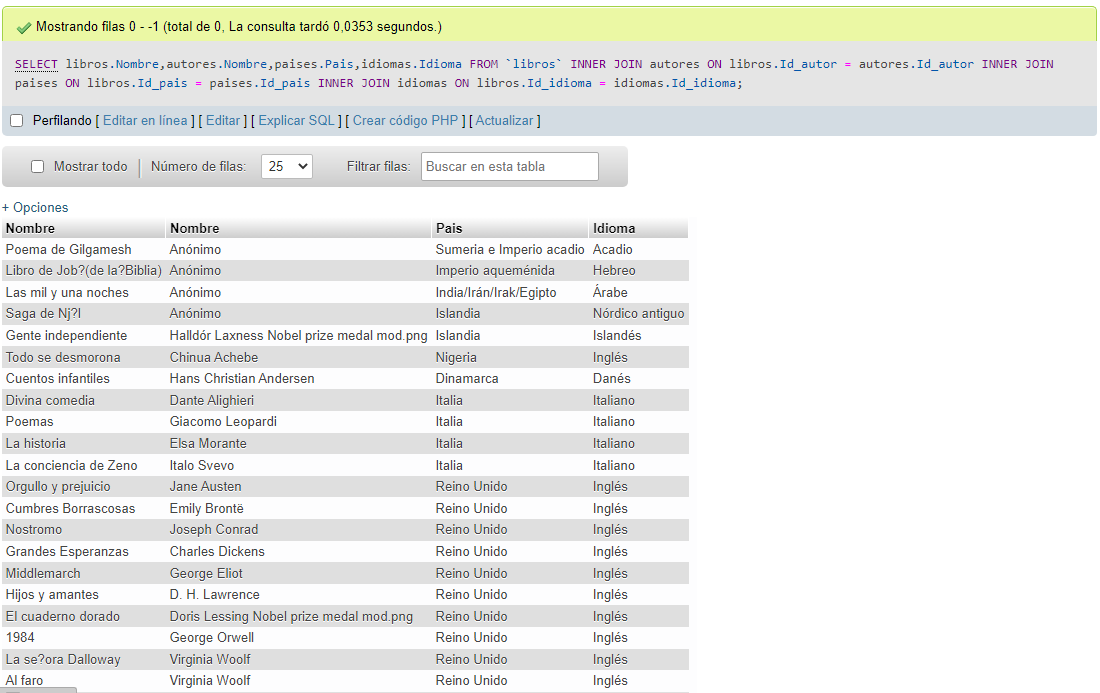 Mostrando filas 0 - -1 (total de 0, La consulta tardó 0,0353 segundos.)
SELECT libros.Nombre,autores.Nombre,paises.Pais,idiomas.Idioma FROM `libros` INNER JOIN autores ON libros.Id_autor = autores.Id_autor INNER JOIN
paises ON libros.Id_pais = paises.Id_pais INNER JOIN idiomas ON libros.Id_idioma = idiomas.Id_idioma;
Perfilando [ Editar en línea ] [ Editar ] [ Explicar SQL ] [ Crear código PHP ] [ Actualizar ]
Mostrar todo Número de filas: 25 Filtrar filas: Buscar en esta tabla
+ Opciones
Nombre Nombre Pais Idioma
Poema de Gilgamesh Anónimo Sumeria e Imperio acadio Acadio
Libro de Job?(de la?Biblia) Anónimo Imperio aqueménida Hebreo
Las mil y una noches Anónimo India/Irán/Irak/Egipto Árabe
Saga de Nj?l Anónimo Islandia Nórdico antiguo
Gente independiente Halldór Laxness Nobel prize medal mod.png Islandia Islandés
Todo se desmorona Chinua Achebe Nigeria Inglés
Cuentos infantiles Hans Christian Andersen Dinamarca Danés
Divina comedia Dante Alighieri Italia Italiano
Poemas Giacomo Leopardi Italia Italiano
La historia Elsa Morante Italia Italiano
La conciencia de Zeno Italo Svevo Italia Italiano
Orgullo y prejuicio Jane Austen Reino Unido Inglés
Cumbres Borrascosas Emily Brontë Reino Unido Inglés
Nostromo Joseph Conrad Reino Unido Inglés
Grandes Esperanzas Charles Dickens Reino Unido Inglés
Middlemarch George Eliot Reino Unido Inglés
Hijos y amantes D. H. Lawrence Reino Unido Inglés
El cuaderno dorado Doris Lessing Nobel prize medal mod.png Reino Unido Inglés
1984 George Orwell Reino Unido Inglés
La se?ora Dalloway Virginia Woolf Reino Unido Inglés
Al faro Virginia Woolf Reino Unido Inglés